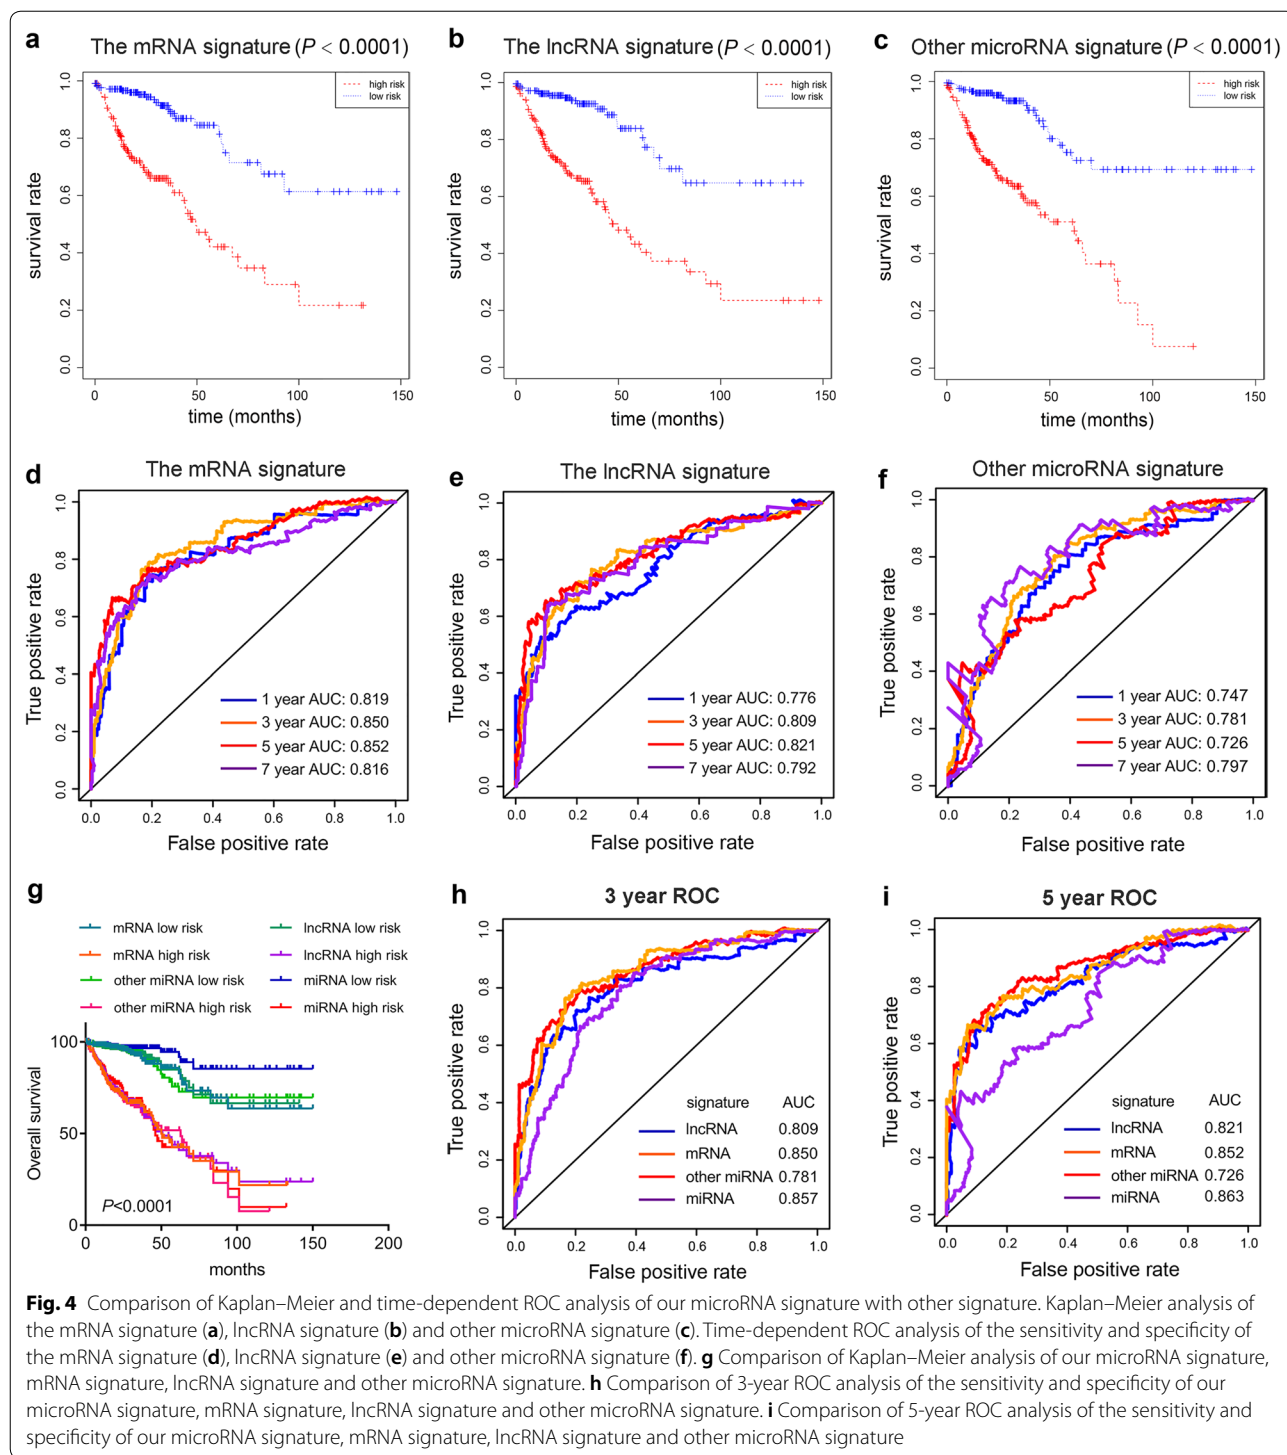 a
The mRNA signature (P < 0.0001)
high risk
low risk
survival rate
1.0
0.8
0.6
0.4
0.2
0.0
0
50
100
150
time (months)
b
The lncRNA signature (P < 0.0001)
high risk
low risk
survival rate
1.0
0.8
0.6
0.4
0.2
0.0
0
50
100
150
time (months)
c
Other microRNA signature (P < 0.0001)
high risk
low risk
survival rate
1.0
0.8
0.6
0.4
0.2
0.0
0
50
100
150
time (months)
d
The mRNA signature
True positive rate
1.0
0.8
0.6
0.4
0.2
0.0
1 year AUC: 0.819
3 year AUC: 0.850
5 year AUC: 0.852
7 year AUC: 0.816
0.0 0.2 0.4 0.6 0.8 1.0
False positive rate
e
The lncRNA signature
True positive rate
1.0
0.8
0.6
0.4
0.2
0.0
1 year AUC: 0.776
3 year AUC: 0.809
5 year AUC: 0.821
7 year AUC: 0.792
0.0 0.2 0.4 0.6 0.8 1.0
False positive rate
f
Other microRNA signature
True positive rate
1.0
0.8
0.6
0.4
0.2
0.0
1 year AUC: 0.747
3 year AUC: 0.781
5 year AUC: 0.726
7 year AUC: 0.797
0.0 0.2 0.4 0.6 0.8 1.0
False positive rate
g
mRNA low risk
lncRNA low risk
mRNA high risk
lncRNA high risk
other miRNA low risk
miRNA low risk
other miRNA high risk
miRNA high risk
Overall survival
100
50
0
P<0.0001
0 50 100 150 200
months
h
3 year ROC
True positive rate
1.0
0.8
0.6
0.4
0.2
0.0
signature AUC
lncRNA 0.809
mRNA 0.850
other miRNA 0.781
miRNA 0.857
0.0 0.2 0.4 0.6 0.8 1.0
False positive rate
i
5 year ROC
True positive rate
1.0
0.8
0.6
0.4
0.2
0.0
signature AUC
lncRNA 0.821
mRNA 0.852
other miRNA 0.726
miRNA 0.863
0.0 0.2 0.4 0.6 0.8 1.0
False positive rate
Fig. 4 Comparison of Kaplan–Meier and time-dependent ROC analysis of our microRNA signature with other signature. Kaplan–Meier analysis of
the mRNA signature (a), lncRNA signature (b) and other microRNA signature (c). Time-dependent ROC analysis of the sensitivity and specificity of
the mRNA signature (d), lncRNA signature (e) and other microRNA signature (f). g Comparison of Kaplan–Meier analysis of our microRNA signature,
mRNA signature, lncRNA signature and other microRNA signature. h Comparison of 3-year ROC analysis of the sensitivity and specificity of our
microRNA signature, mRNA signature, lncRNA signature and other microRNA signature. i Comparison of 5-year ROC analysis of the sensitivity and
specificity of our microRNA signature, mRNA signature, lncRNA signature and other microRNA signature